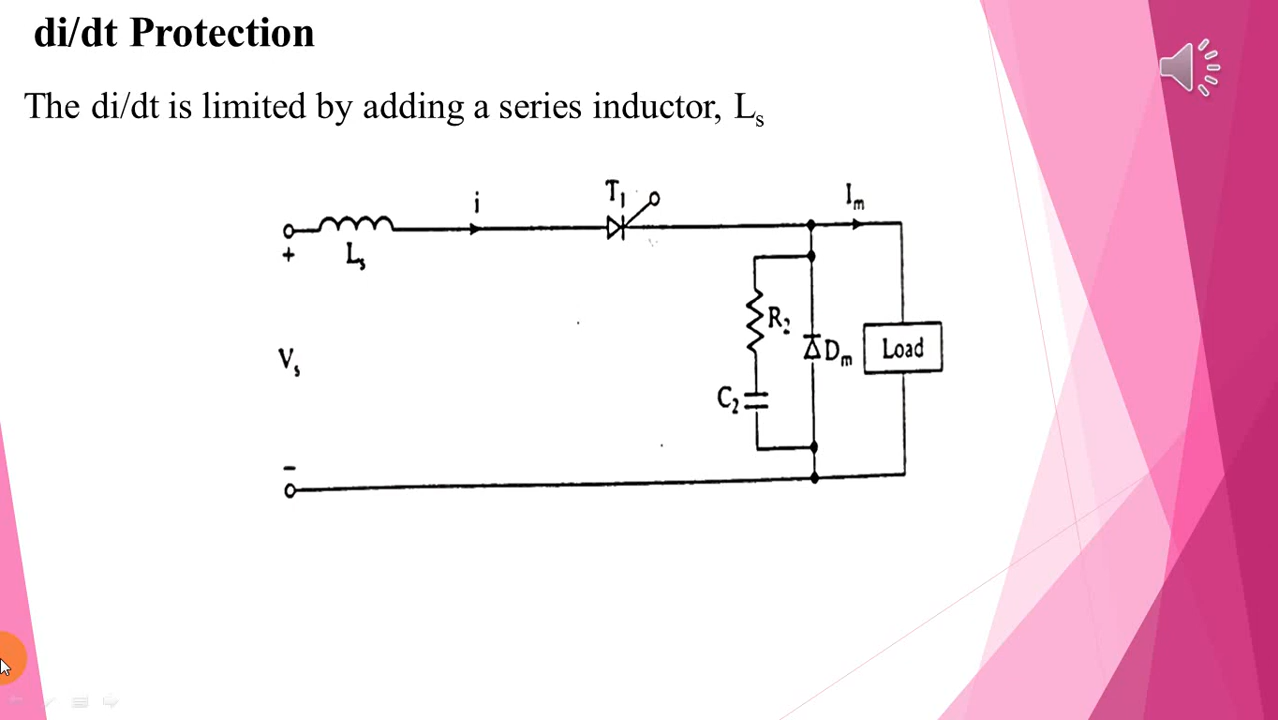 di/dt Protection
The di/dt is limited by adding a series inductor, Ls
i
T1
Im
+
Ls
R2
Vs
Dm
Load
C2
-